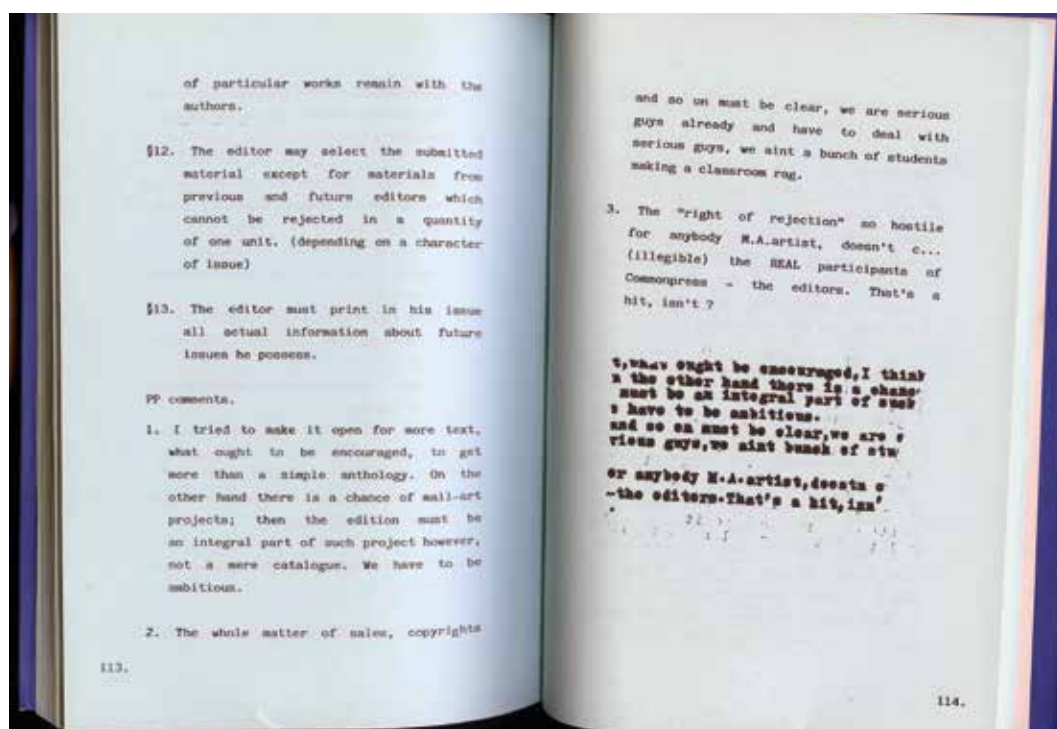 of particular works remain with the
authors.
§12. The editor may select the submitted
material except for materials from
previous and future editors which
cannot be rejected in a quantity
of one unit. (depending on a character
of issue)
§13. The editor must print in his issue
all actual information about future
issues he possess.
PP comments.
1. I tried to make it open for more text,
what ought to be encouraged, to get
more than a simple anthology. On the
other hand there is a chance of mail-art
projects; then the edition must be
an integral part of such project however,
not a mere catalogue. We have to be
ambitious.
2. The whole matter of sales, copyrights
113.
and so on must be clear, we are serious
guys already and have to deal with
serious guys, we aint a bunch of students
making a classroom rag.
3. The "right of rejection" so hostile
for anybody M.A.artist, doesn't c...
(illegible) the REAL participants of
Commonpress - the editors. That's a
hit, isn't ?
t,what ought be encouraged,I think
n the other hand there is a chanc
must be an integral part of such
s have to be ambitious.
and so on must be clear,we are s
rious guys,we aint bunch of stu
or anybody M.A.artist,doesnta c
-the editors.That's a hit,isn'
114.